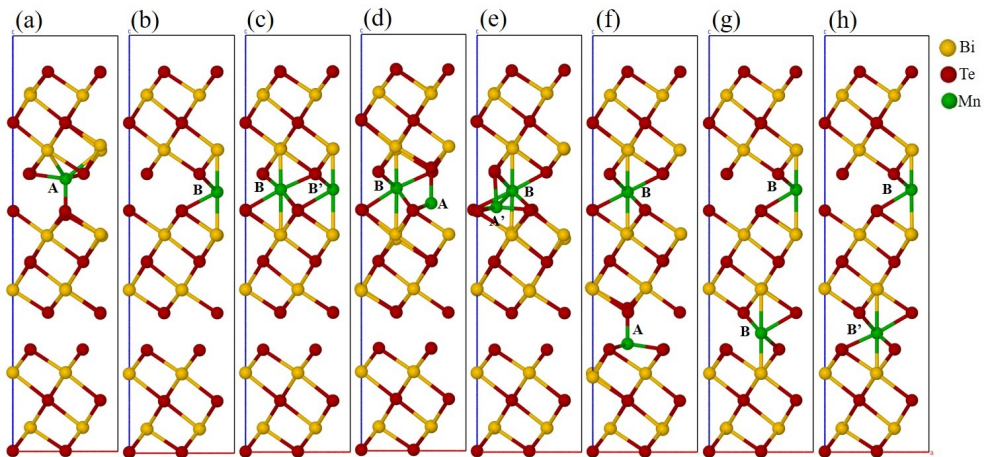 (a) (b) (c) (d) (e) (f) (g) (h)
Bi
Te
Mn
A B B B' B A B A' B B B
A B B'
c c c c c c c c
a